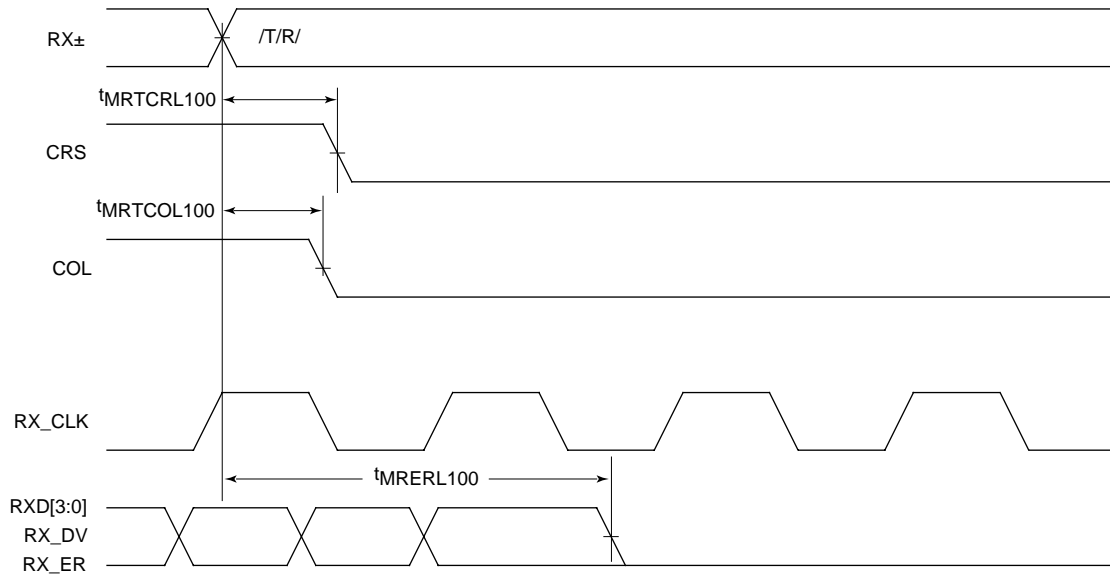 RX±
/T/R/
tMRTCRL100
CRS
tMRTCOL100
COL
RX_CLK
tMRERL100
RXD[3:0]
RX_DV
RX_ER